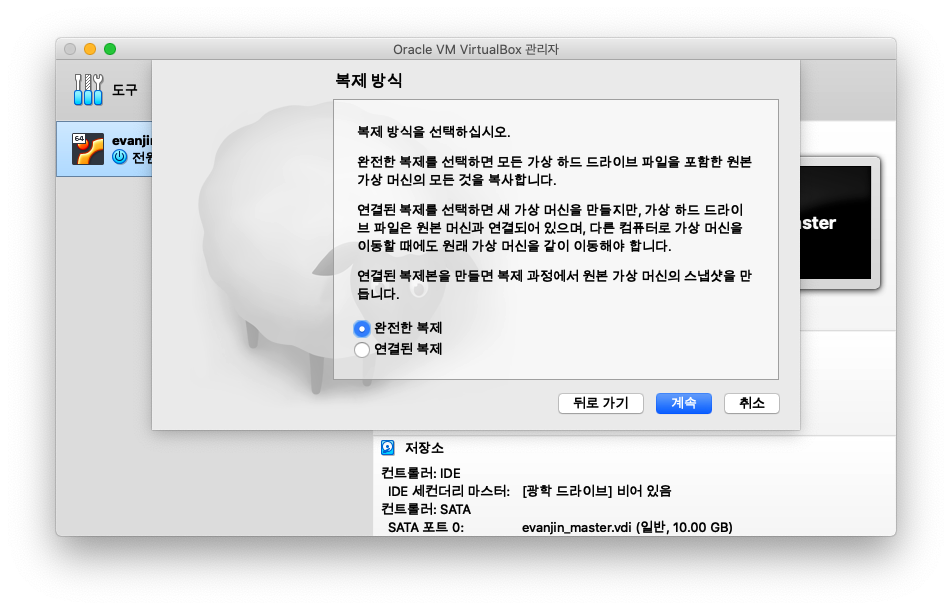 Oracle VM VirtualBox 관리자
도구
64
evanjin
전원
복제 방식
복제 방식을 선택하십시오.
완전한 복제를 선택하면 모든 가상 하드 드라이브 파일을 포함한 원본
가상 머신의 모든 것을 복사합니다.
연결된 복제를 선택하면 새 가상 머신을 만들지만, 가상 하드 드라이
브 파일은 원본 머신과 연결되어 있으며, 다른 컴퓨터로 가상 머신을
이동할 때에도 원래 가상 머신을 같이 이동해야 합니다.
연결된 복제본을 만들면 복제 과정에서 원본 가상 머신의 스냅샷을 만
듭니다.
완전한 복제
연결된 복제
뒤로 가기
계속
취소
ster
저장소
컨트롤러: IDE
IDE 세컨더리 마스터: [광학 드라이브] 비어 있음
컨트롤러: SATA
SATA 포트 0: evanjin_master.vdi (일반, 10.00 GB)